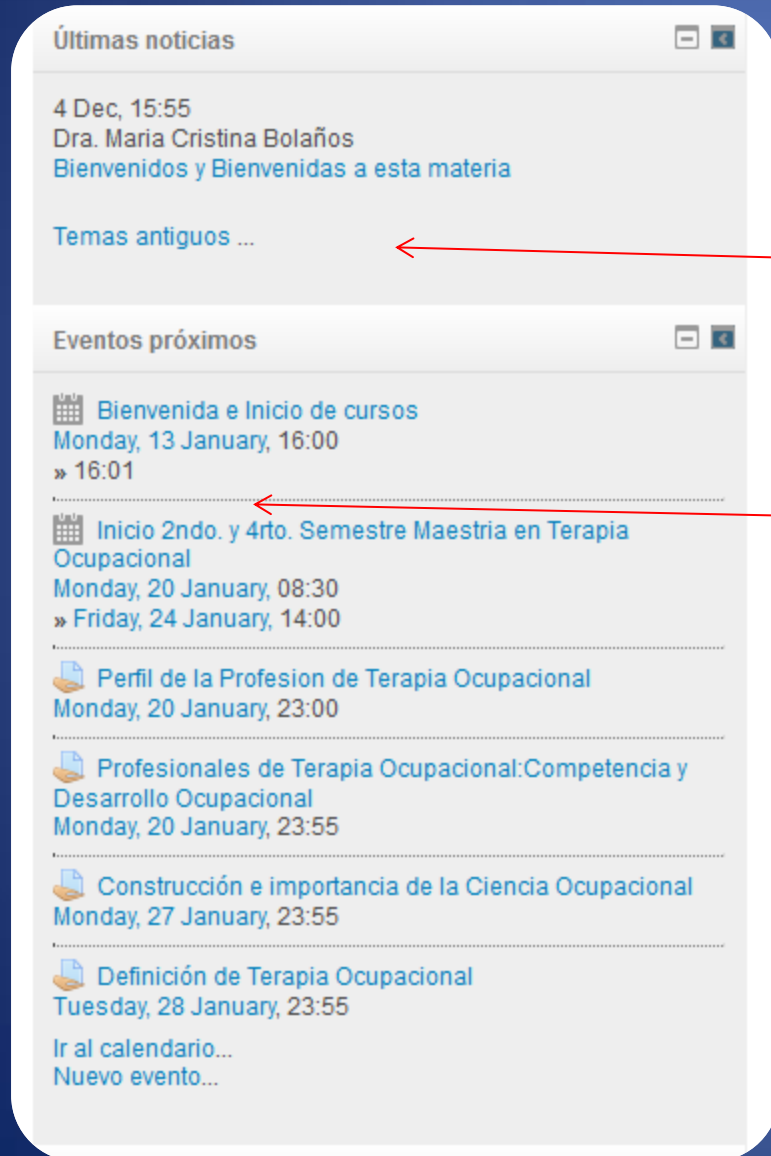 Últimas noticias
4 Dec, 15:55
Dra. Maria Cristina Bolaños
Bienvenidos y Bienvenidas a esta materia
Temas antiguos ...
Eventos próximos
Bienvenida e Inicio de cursos
Monday, 13 January, 16:00
» 16:01
Inicio 2ndo. y 4rto. Semestre Maestria en Terapia
Ocupacional
Monday, 20 January, 08:30
» Friday, 24 January, 14:00
Perfil de la Profesion de Terapia Ocupacional
Monday, 20 January, 23:00
Profesionales de Terapia Ocupacional:Competencia y
Desarrollo Ocupacional
Monday, 20 January, 23:55
Construcción e importancia de la Ciencia Ocupacional
Monday, 27 January, 23:55
Definición de Terapia Ocupacional
Tuesday, 28 January, 23:55
Ir al calendario...
Nuevo evento...